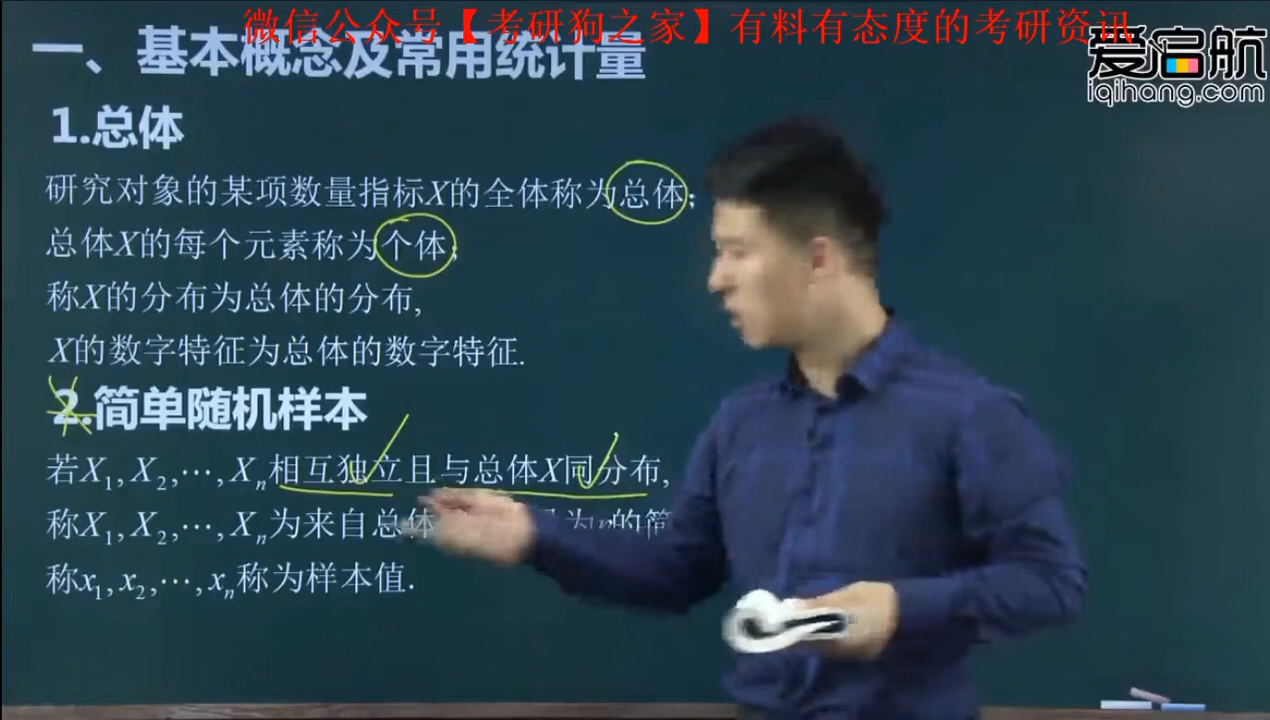 微信公众号【考研狗之家】有料有态度的考研资讯
爱启航
iqihang.com
一、基本概念及常用统计量
1.总体
研究对象的某项数量指标X的全体称为总体;
总体X的每个元素称为个体;
称X的分布为总体的分布,
X的数字特征为总体的数字特征.
2.简单随机样本
若X₁,X₂,⋯,Xₙ相互独立且与总体X同分布,
称X₁,X₂,⋯,Xₙ为来自总体 为n的简
称x₁,x₂,⋯,xₙ称为样本值.